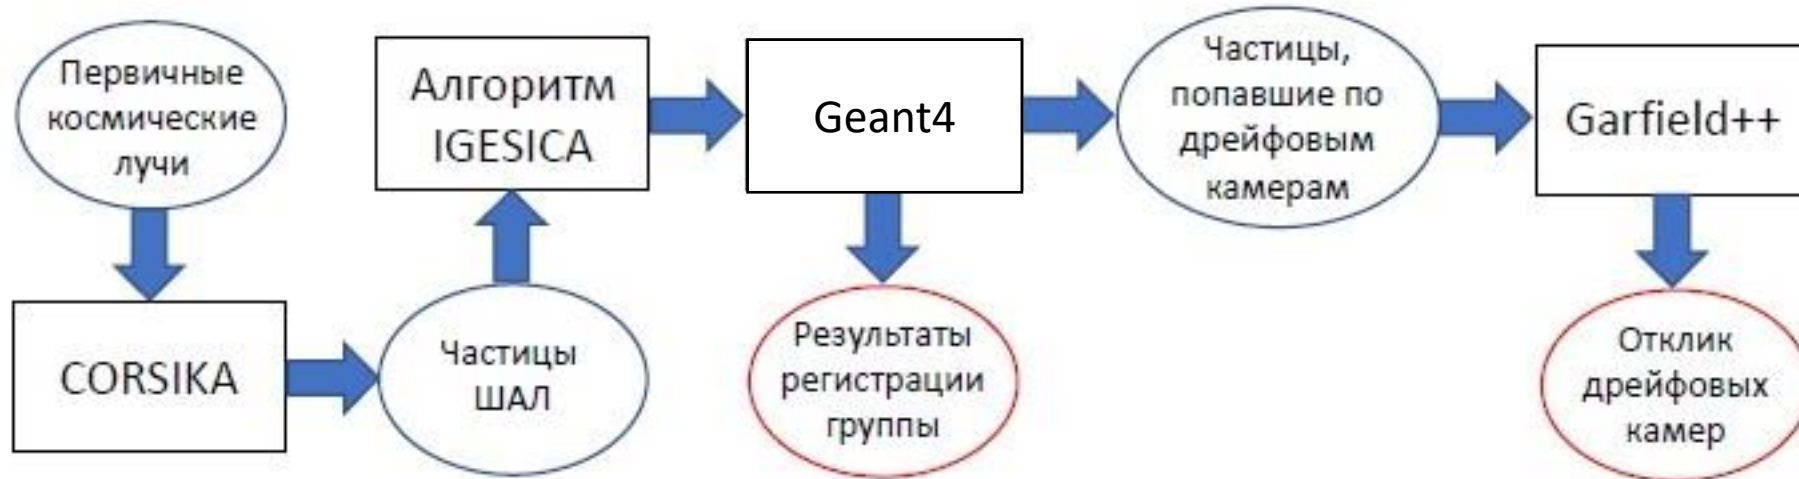 Первичные
космические
лучи
CORSIKA
Частицы
ШАЛ
Алгоритм
IGESICA
Geant4
Результаты
регистрации
группы
Частицы,
попавшие по
дрейфовым
камерам
Garfield++
Отклик
дрейфовых
камер